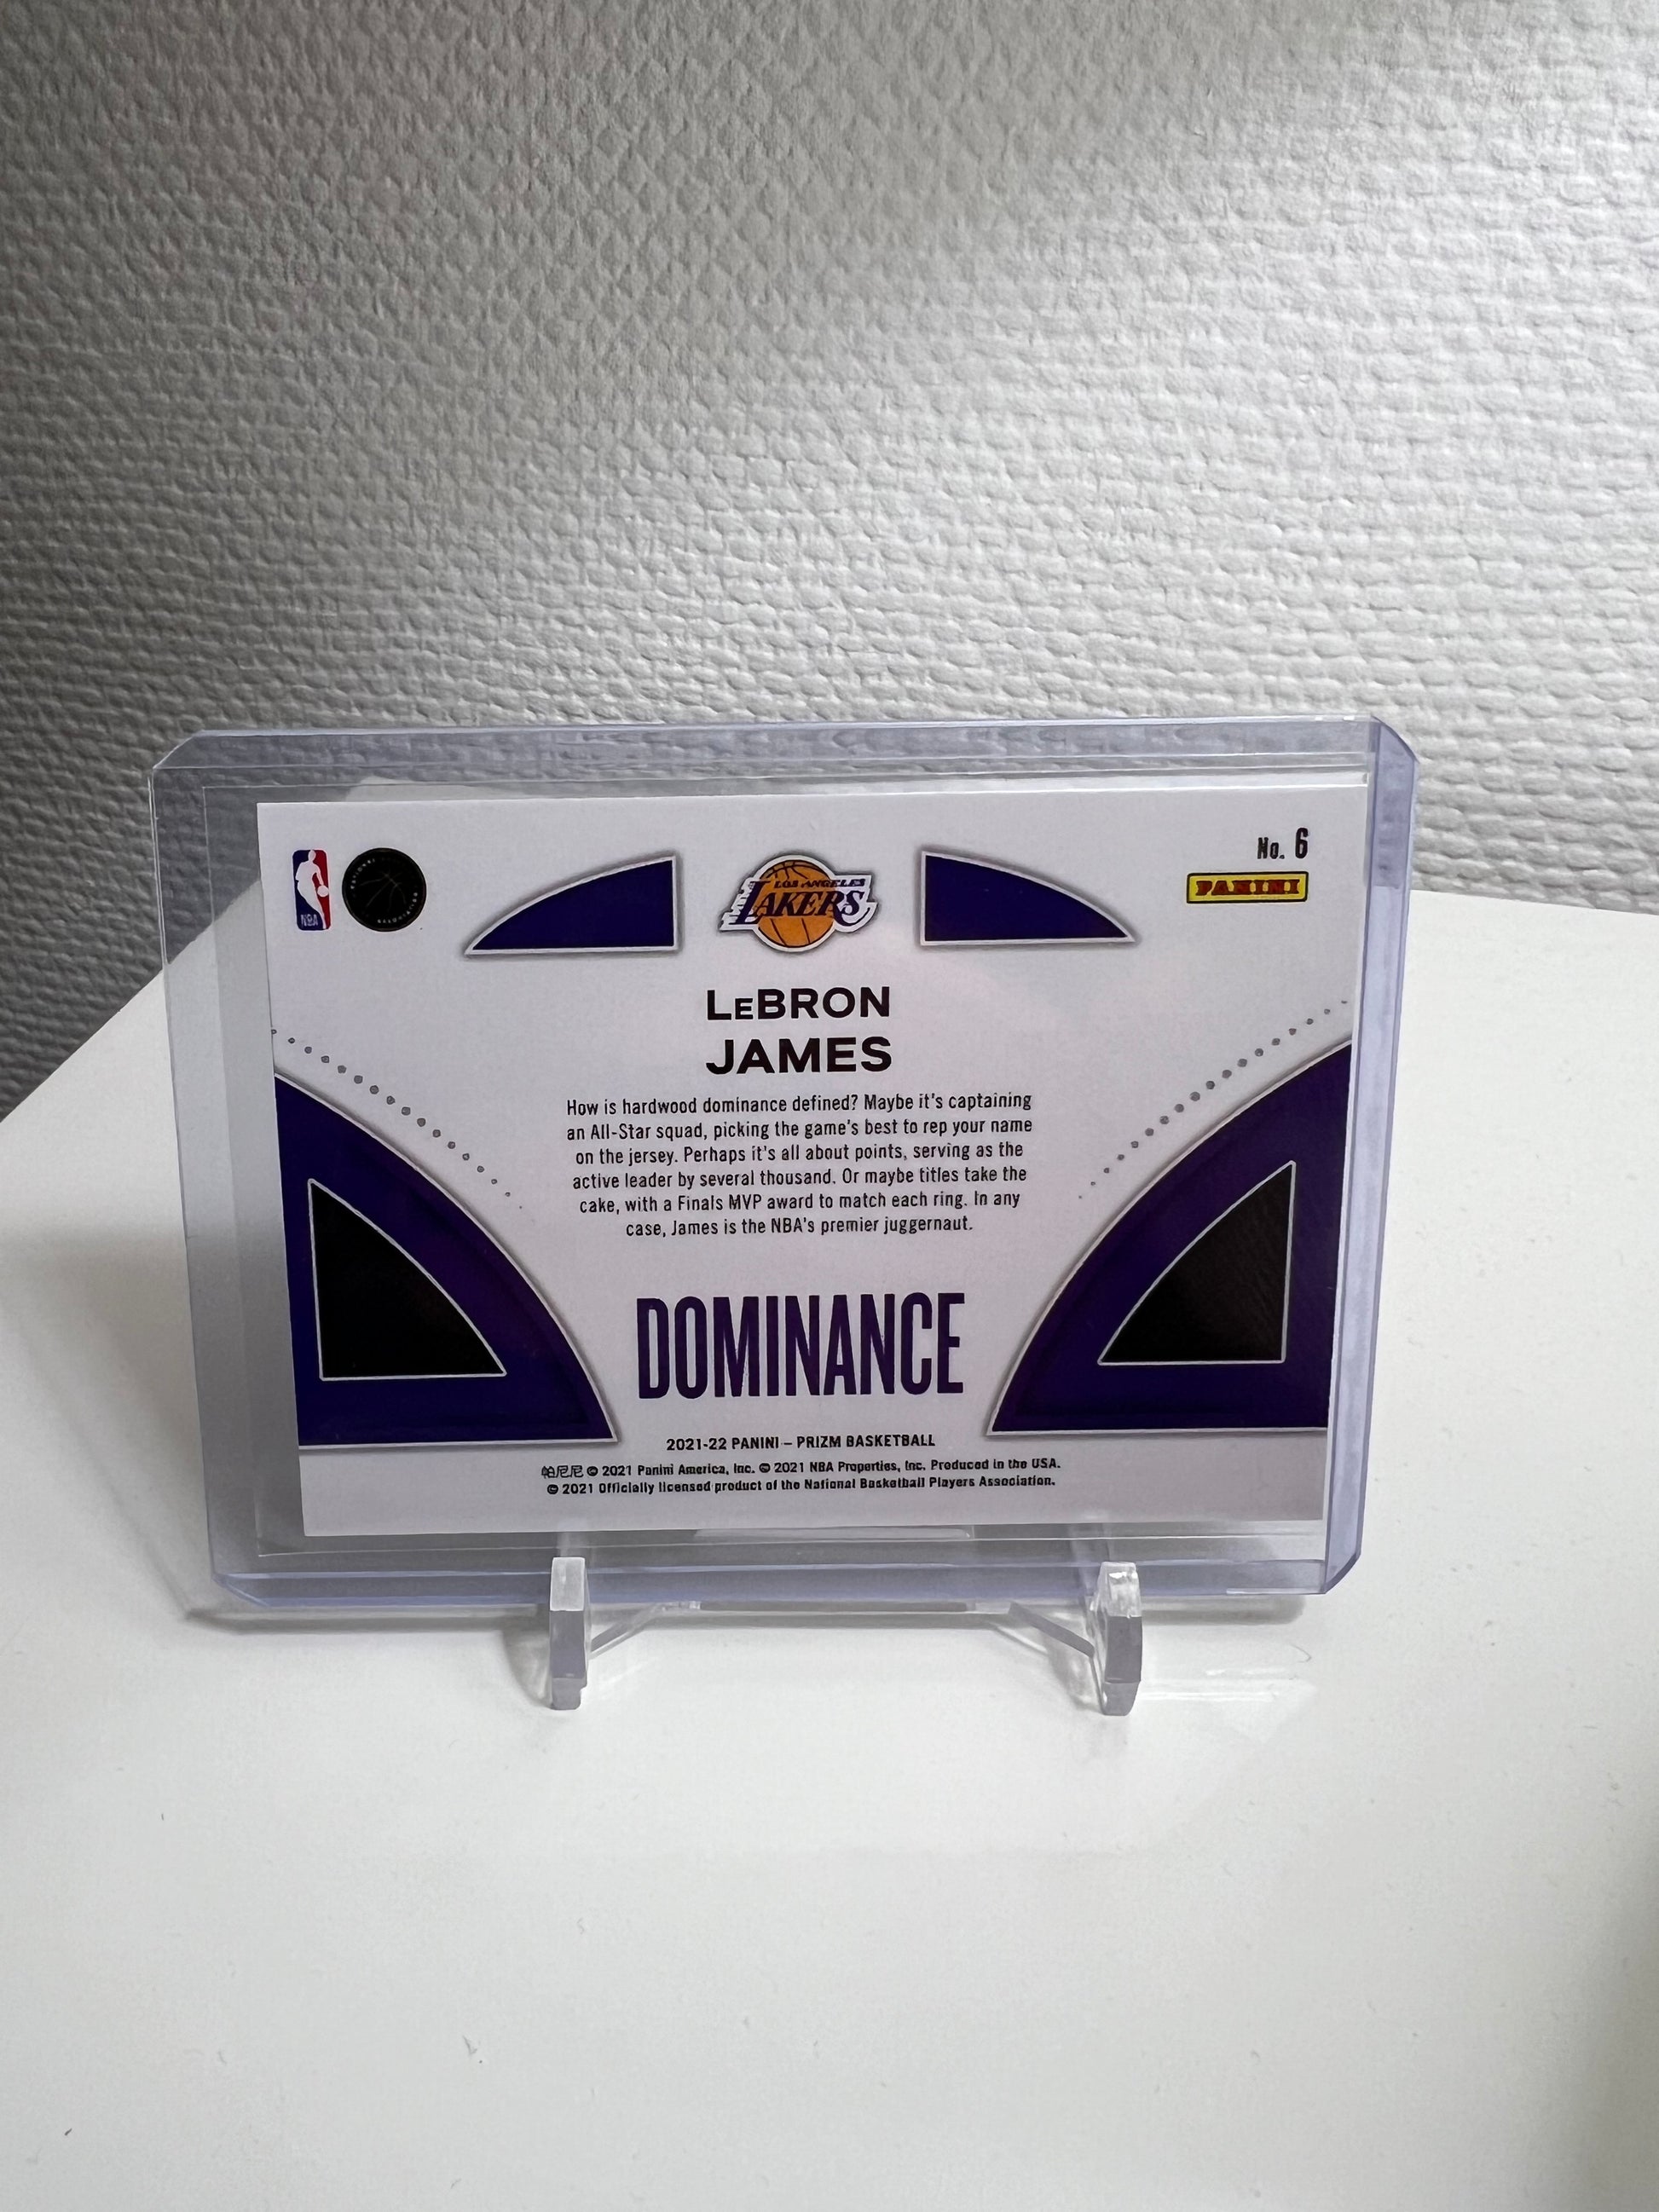 No. 6
PANINI
NBA
LOS ANGELES
LAKERS
LeBRON
JAMES
How is hardwood dominance defined? Maybe it's captaining
an All-Star squad, picking the game's best to rep your name
on the jersey. Perhaps it's all about points, serving as the
active leader by several thousand. Or maybe titles take the
cake, with a Finals MVP award to match each ring. In any
case, James is the NBA's premier juggernaut.
DOMINANCE
2021-22 PANINI – PRIZM BASKETBALL
帕尼尼 © 2021 Panini America, Inc. © 2021 NBA Properties, Inc. Produced in the USA.
© 2021 Officially licensed product of the National Basketball Players Association.